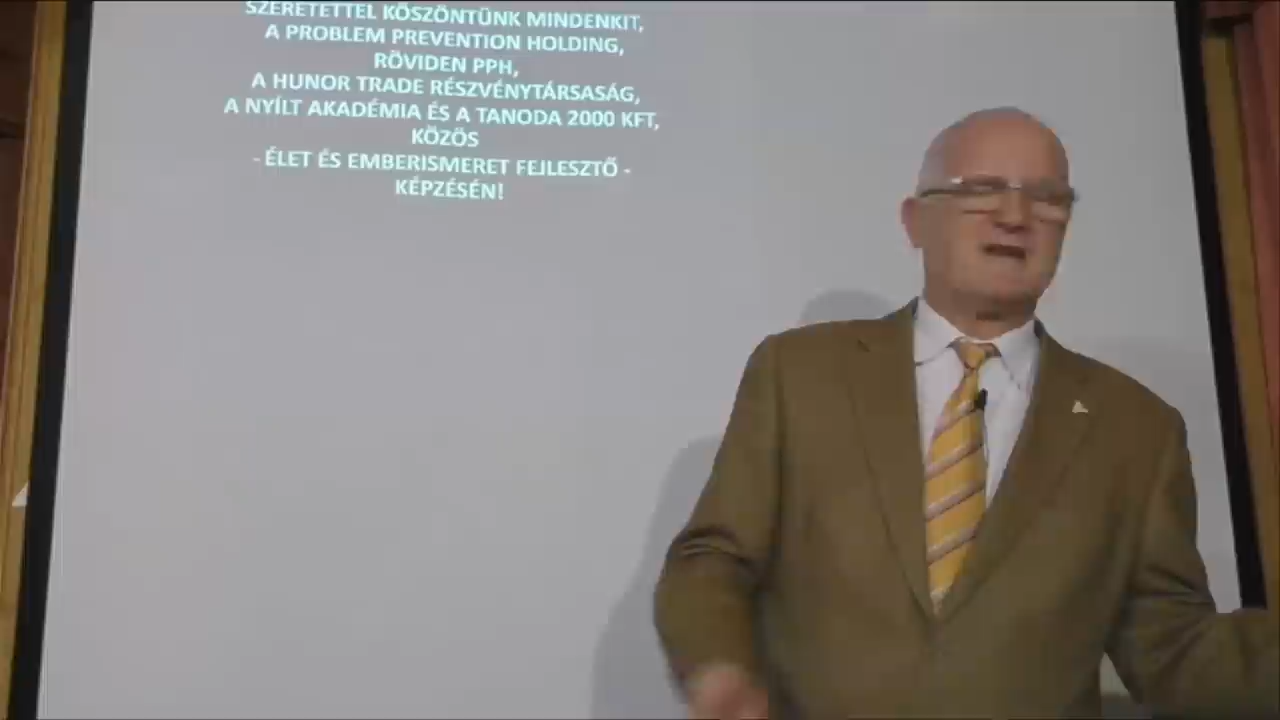 SZERETETTEL KÖSZÖNTÜNK MINDENKIT,
A PROBLEM PREVENTION HOLDING,
RÖVIDEN PPH,
A HUNOR TRADE RÉSZVÉNYTÁRSASÁG,
A NYÍLT AKADÉMIA ÉS A TANODA 2000 KFT,
KÖZÖS
- ÉLET ÉS EMBERISMERET FEJLESZTŐ -
KÉPZÉSÉN!